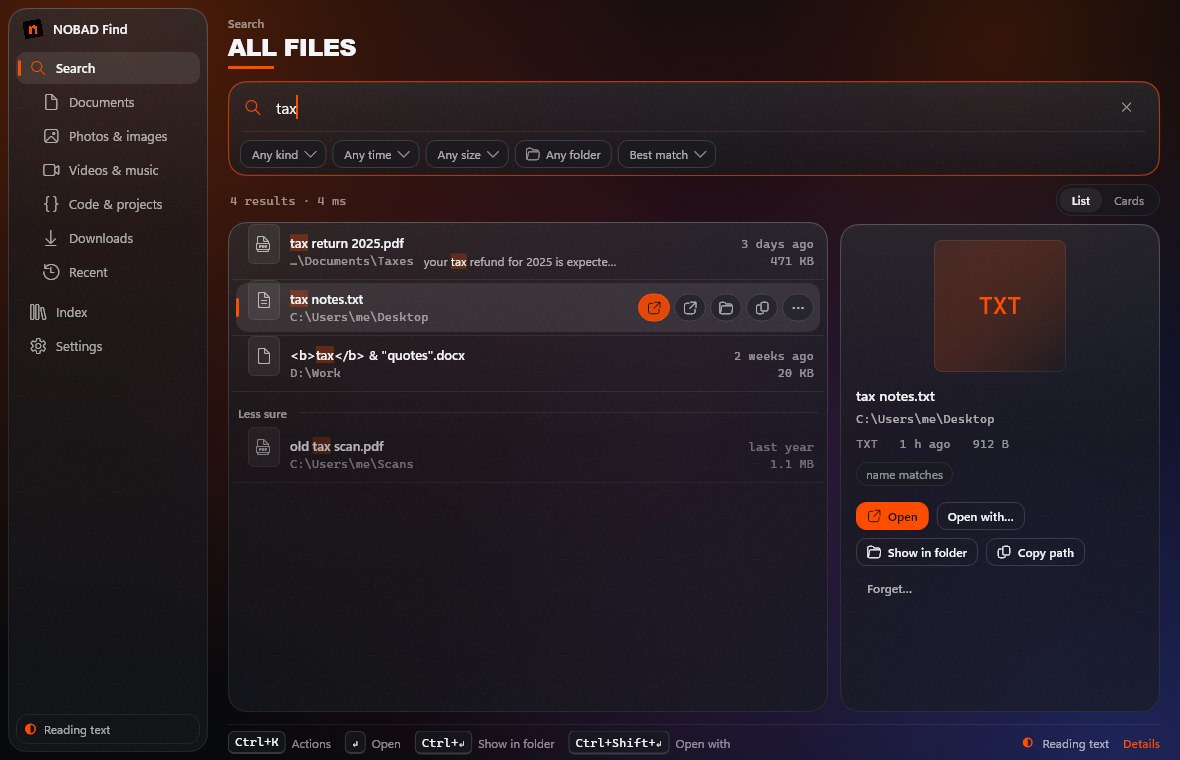 NOBAD Find
Search
Documents
Photos & images
Videos & music
Code & projects
Downloads
Recent
Index
Settings
Reading text
Search
ALL FILES
tax
Any kind
Any time
Any size
Any folder
Best match
4 results · 4 ms
List
Cards
tax return 2025.pdf
3 days ago
…\Documents\Taxes your tax refund for 2025 is expecte...
471 KB
tax notes.txt
C:\Users\me\Desktop
<b>tax</b> & "quotes".docx
2 weeks ago
D:\Work
20 KB
Less sure
old tax scan.pdf
last year
C:\Users\me\Scans
1.1 MB
TXT
tax notes.txt
C:\Users\me\Desktop
TXT 1 h ago 912 B
name matches
Open
Open with...
Show in folder
Copy path
Forget...
Ctrl+K Actions
↲ Open
Ctrl+↲ Show in folder
Ctrl+Shift+↲ Open with
Reading text
Details